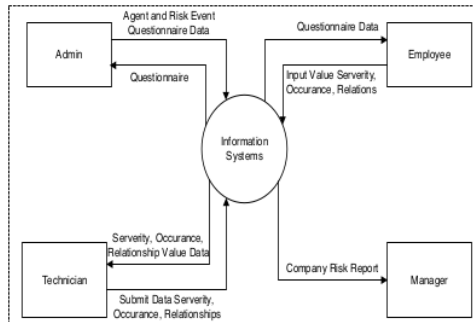 Agent and Risk Event
Questionnaire Data
Questionnaire Data
Admin
Employee
Questionnaire
Input Value Serverity,
Occurance, Relations
Information
Systems
Serverity, Occurance,
Relationship Value Data
Company Risk Report
Technician
Manager
Submit Data Serverity,
Occurance, Relationships